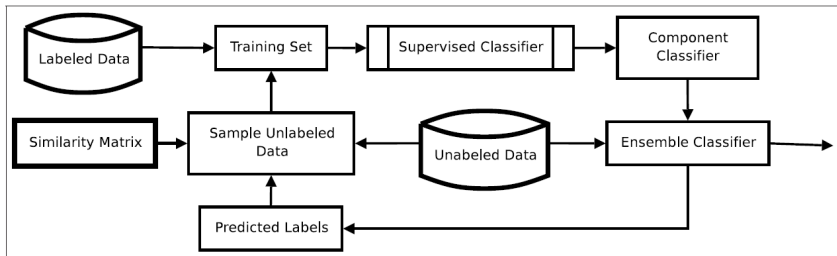 Labeled Data
Training Set
Supervised Classifier
Component
Classifier
Similarity Matrix
Sample Unlabeled
Data
Unabeled Data
Ensemble Classifier
Predicted Labels